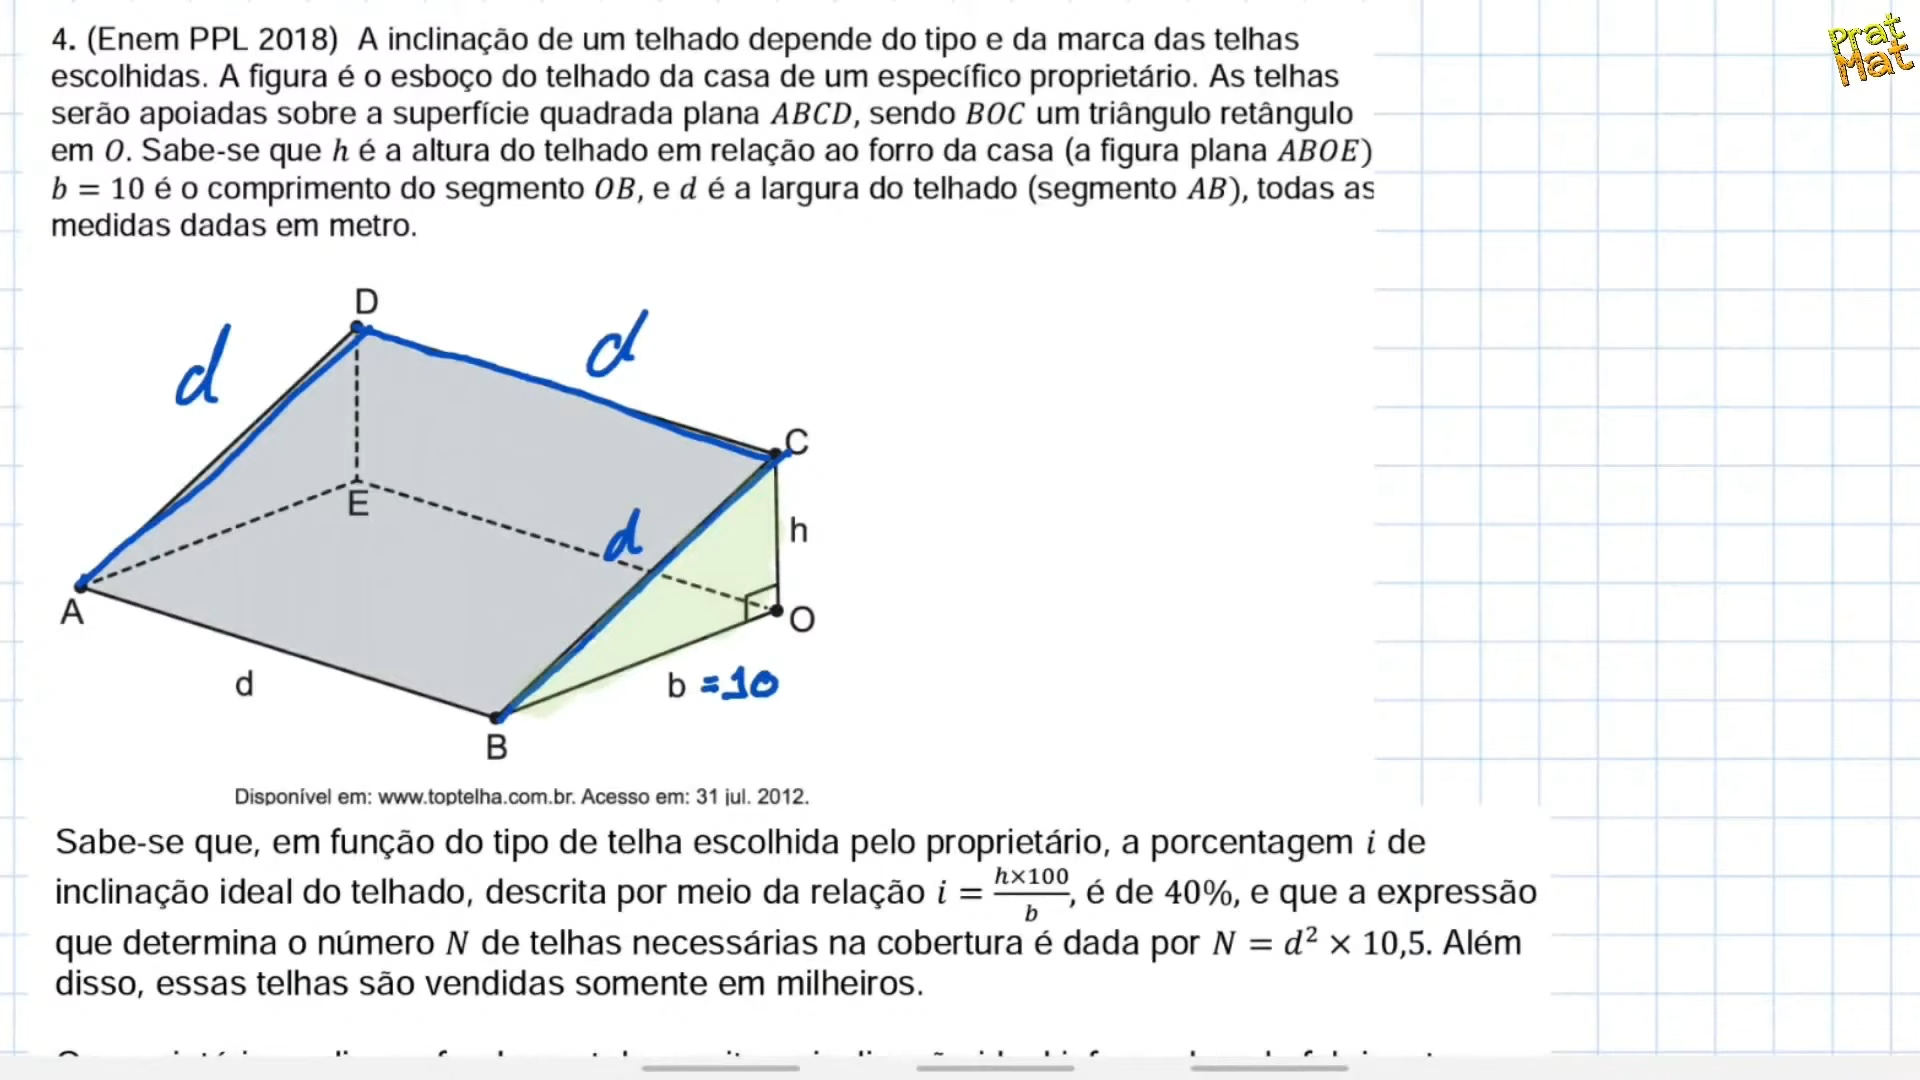 Prat
Mat
4. (Enem PPL 2018) A inclinação de um telhado depende do tipo e da marca das telhas
escolhidas. A figura é o esboço do telhado da casa de um específico proprietário. As telhas
serão apoiadas sobre a superfície quadrada plana ABCD, sendo BOC um triângulo retângulo
em O. Sabe-se que h é a altura do telhado em relação ao forro da casa (a figura plana ABOE)
b = 10 é o comprimento do segmento OB, e d é a largura do telhado (segmento AB), todas as
medidas dadas em metro.
D
d
d
C
E
h
d
A
O
d
b =10
B
Disponível em: www.toptelha.com.br. Acesso em: 31 jul. 2012.
Sabe-se que, em função do tipo de telha escolhida pelo proprietário, a porcentagem i de
inclinação ideal do telhado, descrita por meio da relação i = h×100/b, é de 40%, e que a expressão
que determina o número N de telhas necessárias na cobertura é dada por N = d² × 10,5. Além
disso, essas telhas são vendidas somente em milheiros.